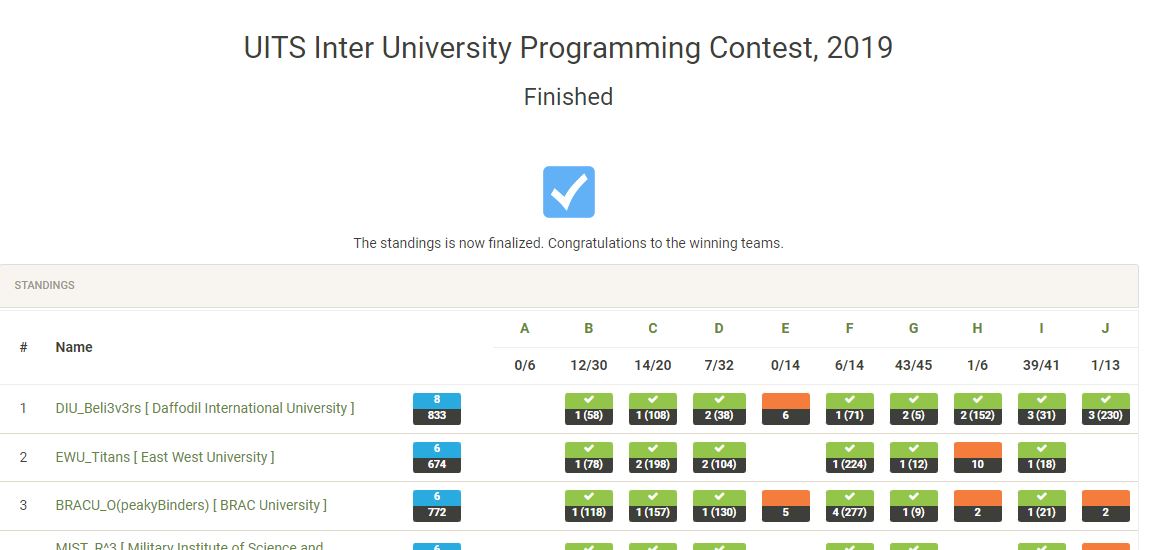 UITS Inter University Programming Contest, 2019
Finished
The standings is now finalized. Congratulations to the winning teams.
STANDINGS
# Name A B C D E F G H I J
0/6 12/30 14/20 7/32 0/14 6/14 43/45 1/6 39/41 1/13
1 DIU_Beli3v3rs [ Daffodil International University ] 8 833 1 (58) 1 (108) 2 (38) 6 1 (71) 2 (5) 2 (152) 3 (31) 3 (230)
2 EWU_Titans [ East West University ] 6 674 1 (78) 2 (198) 2 (104) 1 (224) 1 (12) 10 1 (18)
3 BRACU_O(peakyBinders) [ BRAC University ] 6 772 1 (118) 1 (157) 1 (130) 5 4 (277) 1 (9) 2 1 (21) 2
MIST_R^3 [ Military Institute of Science and 6